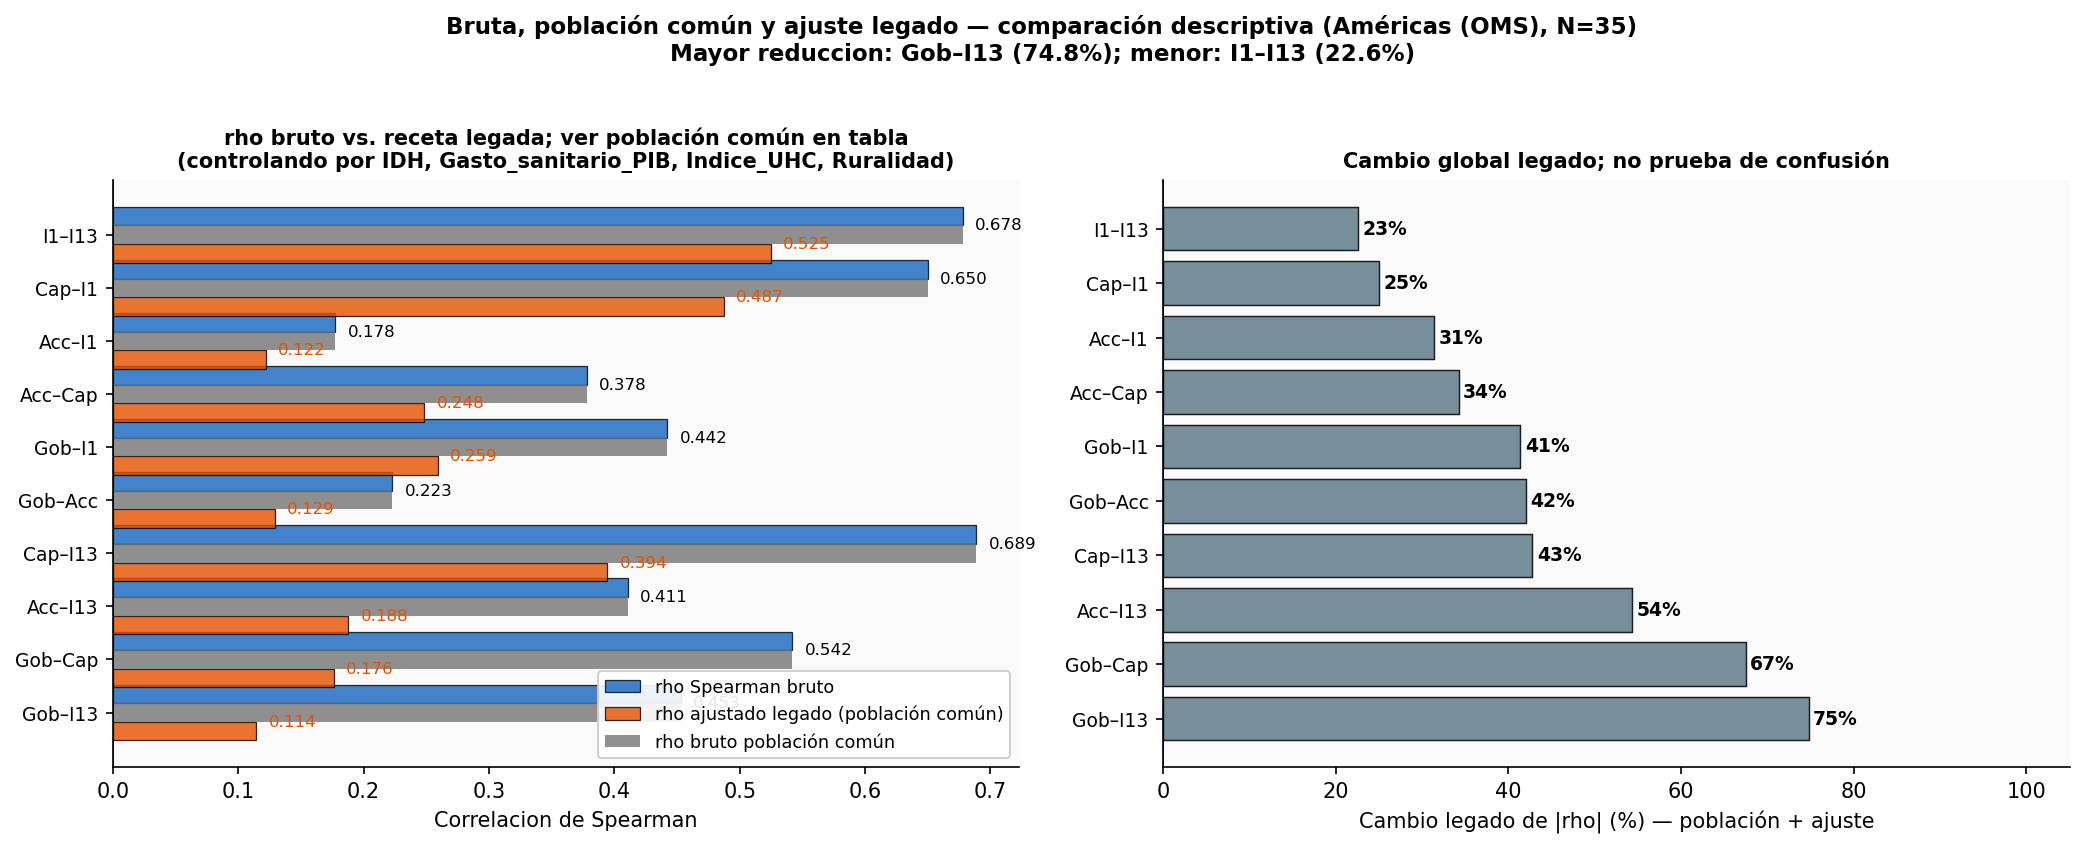 Bruta, población común y ajuste legado — comparación descriptiva (Américas (OMS), N=35)
Mayor reduccion: Gob–I13 (74.8%); menor: I1–I13 (22.6%)
rho bruto vs. receta legada; ver población común en tabla
(controlando por IDH, Gasto_sanitario_PIB, Indice_UHC, Ruralidad)
I1–I13
0.678
0.525
Cap–I1
0.650
0.487
Acc–I1
0.178
0.122
Acc–Cap
0.378
0.248
Gob–I1
0.442
0.259
Gob–Acc
0.223
0.129
Cap–I13
0.689
0.394
Acc–I13
0.411
0.188
Gob–Cap
0.542
0.176
Gob–I13
0.453
0.114
rho Spearman bruto
rho ajustado legado (población común)
rho bruto población común
0.0 0.1 0.2 0.3 0.4 0.5 0.6 0.7
Correlacion de Spearman
Cambio global legado; no prueba de confusión
I1–I13 23%
Cap–I1 25%
Acc–I1 31%
Acc–Cap 34%
Gob–I1 41%
Gob–Acc 42%
Cap–I13 43%
Acc–I13 54%
Gob–Cap 67%
Gob–I13 75%
0 20 40 60 80 100
Cambio legado de |rho| (%) — población + ajuste